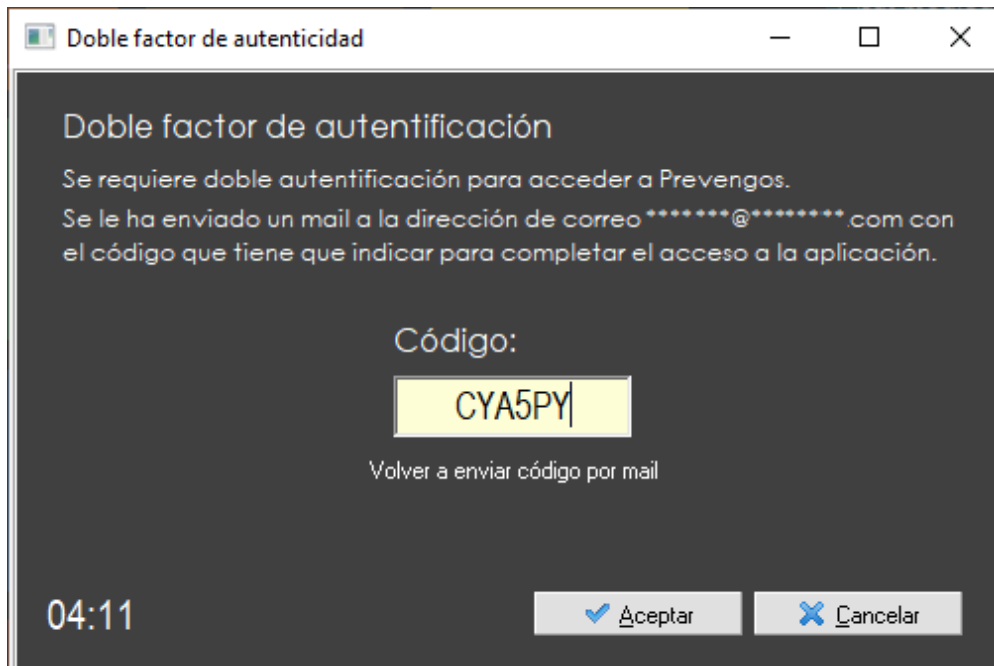 Doble factor de autenticidad
Doble factor de autentificación
Se requiere doble autentificación para acceder a Prevengos.
Se le ha enviado un mail a la dirección de correo *******@********.com con
el código que tiene que indicar para completar el acceso a la aplicación.
Código:
CYA5PY
Volver a enviar código por mail
04:11
Aceptar
Cancelar